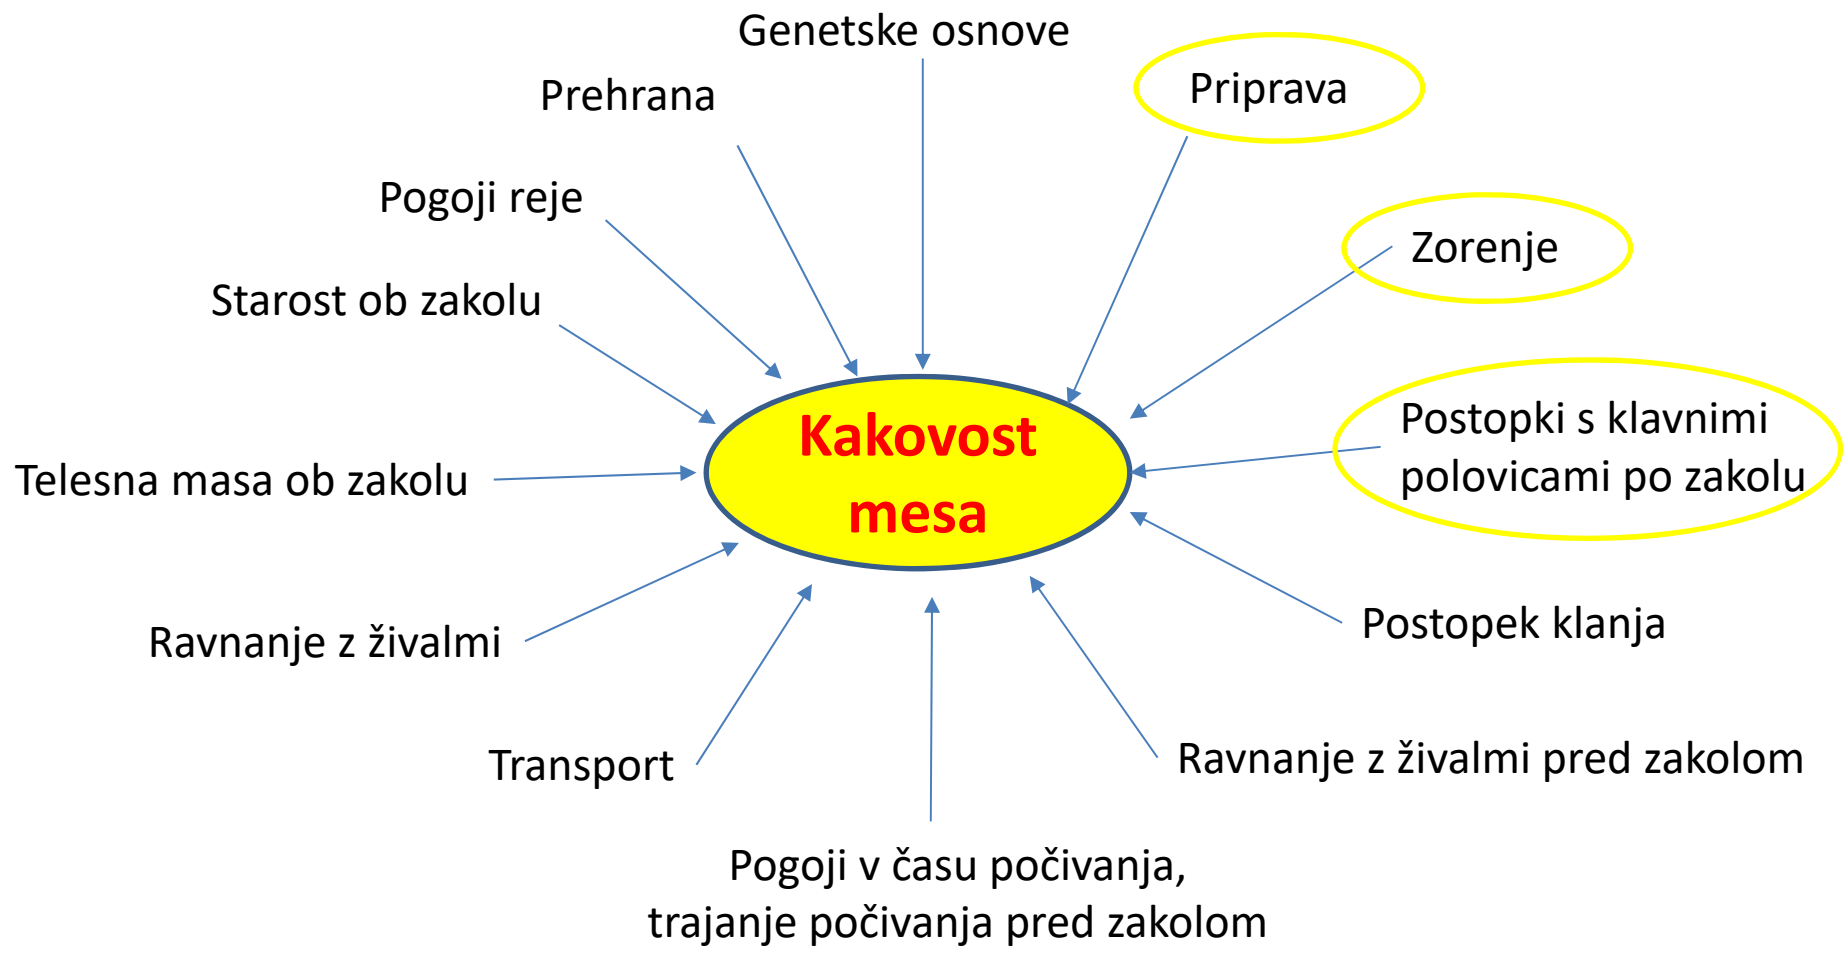 Genetske osnove
Priprava
Prehrana
Pogoji reje
Zorenje
Starost ob zakolu
Kakovost
mesa
Postopki s klavnimi
polovicami po zakolu
Telesna masa ob zakolu
Postopek klanja
Ravnanje z živalmi
Transport
Ravnanje z živalmi pred zakolom
Pogoji v času počivanja,
trajanje počivanja pred zakolom